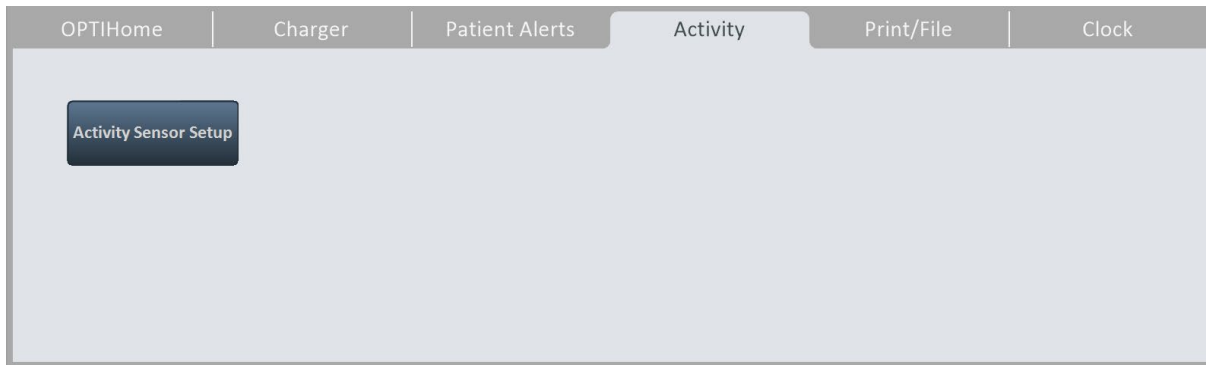 OPTIHome Charger Patient Alerts Activity Print/File Clock
Activity Sensor Setup